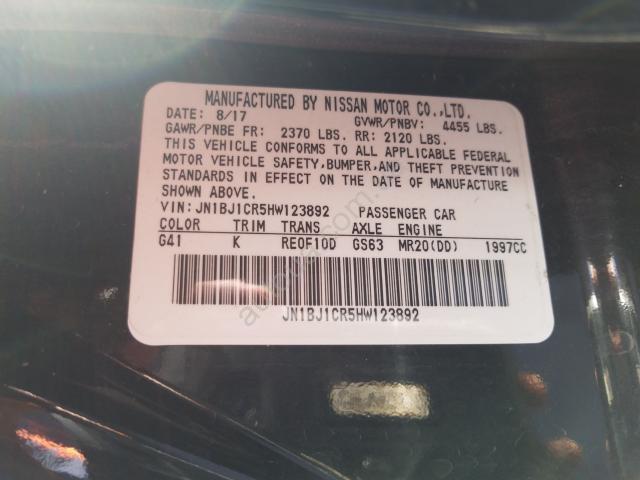 MANUFACTURED BY NISSAN MOTOR CO.,LTD.
DATE: 8/17 GVWR/PNBV: 4455 LBS.
GAWR/PNBE FR: 2370 LBS. RR: 2120 LBS.
THIS VEHICLE CONFORMS TO ALL APPLICABLE FEDERAL
MOTOR VEHICLE SAFETY, BUMPER, AND THEFT PREVENTION
STANDARDS IN EFFECT ON THE DATE OF MANUFACTURE
SHOWN ABOVE.
VIN: JN1BJ1CR5HW123892 PASSENGER CAR
COLOR TRIM TRANS AXLE ENGINE
G41 K RE0F10D GS63 MR20(DD) 1997CC
JN1BJ1CR5HW123892